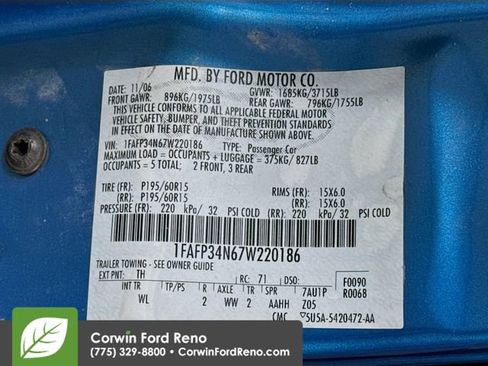 MFD. BY FORD MOTOR CO.
DATE: 11/06 GVWR: 1685KG/3715LB
FRONT GAWR: 896KG/1975LB REAR GAWR: 796KG/1755LB
THIS VEHICLE CONFORMS TO ALL APPLICABLE FEDERAL MOTOR
VEHICLE SAFETY, BUMPER, AND THEFT PREVENTION STANDARDS
IN EFFECT ON THE DATE OF MANUFACTURE SHOWN ABOVE.
VIN: 1FAFP34N67W220186 TYPE: Passenger Car
MAXIMUM LOAD = OCCUPANTS + LUGGAGE = 375KG/ 827LB
OCCUPANTS = 5 TOTAL; 2 FRONT, 3 REAR
TIRE (FR) P195/60R15 RIMS (FR) 15X6.0
(RR) P195/60R15 (RR) 15X6.0
PRESSURE (FR) 220 kPa/ 32 PSI COLD (RR) 220 kPa/ 32 PSI COLD
1FAFP34N67W220186
TRAILER TOWING - SEE OWNER GUIDE
EXT PNT: TH RC: 71 DSO: F0090
INT TR TP/PS R AXLE TR SPR 7AU1P R0068
WL 2 WW 2 AAHH Z05
CMC 5U5A-5420472-AA
Corwin Ford Reno
(775) 329-8800 • CorwinFordReno.com